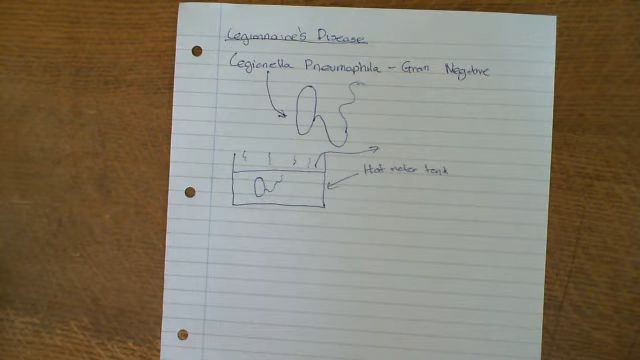 Legionnaire's Disease
Legionella Pneumophila - Gram Negative
Hot water tank